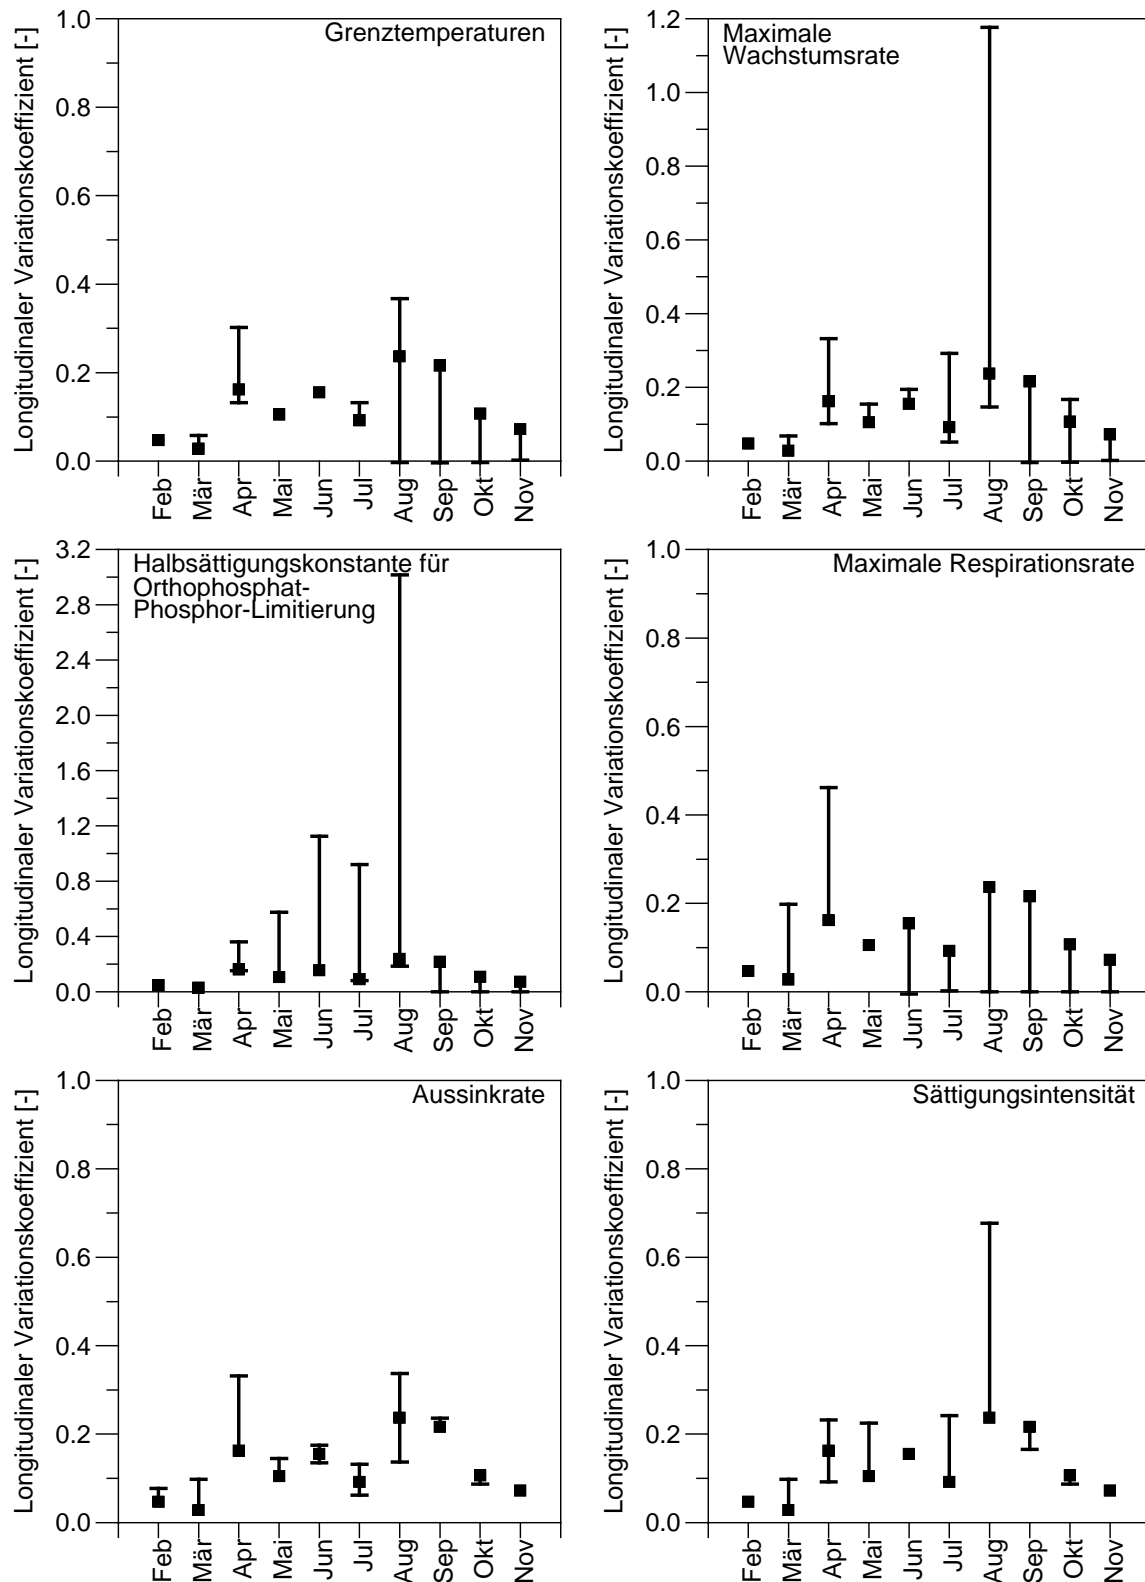 Longitudinaler Variationskoeffizient [-]
1.0
0.8
0.6
0.4
0.2
0.0
Grenztemperaturen
Feb
Mär
Apr
Mai
Jun
Jul
Aug
Sep
Okt
Nov
Longitudinaler Variationskoeffizient [-]
1.2
1.0
0.8
0.6
0.4
0.2
0.0
Maximale
Wachstumsrate
Feb
Mär
Apr
Mai
Jun
Jul
Aug
Sep
Okt
Nov
Longitudinaler Variationskoeffizient [-]
3.2
2.8
2.4
2.0
1.6
1.2
0.8
0.4
0.0
Halbsättigungskonstante für
Orthophosphat-
Phosphor-Limitierung
Feb
Mär
Apr
Mai
Jun
Jul
Aug
Sep
Okt
Nov
Longitudinaler Variationskoeffizient [-]
1.0
0.8
0.6
0.4
0.2
0.0
Maximale Respirationsrate
Feb
Mär
Apr
Mai
Jun
Jul
Aug
Sep
Okt
Nov
Longitudinaler Variationskoeffizient [-]
1.0
0.8
0.6
0.4
0.2
0.0
Aussinkrate
Feb
Mär
Apr
Mai
Jun
Jul
Aug
Sep
Okt
Nov
Longitudinaler Variationskoeffizient [-]
1.0
0.8
0.6
0.4
0.2
0.0
Sättigungsintensität
Feb
Mär
Apr
Mai
Jun
Jul
Aug
Sep
Okt
Nov